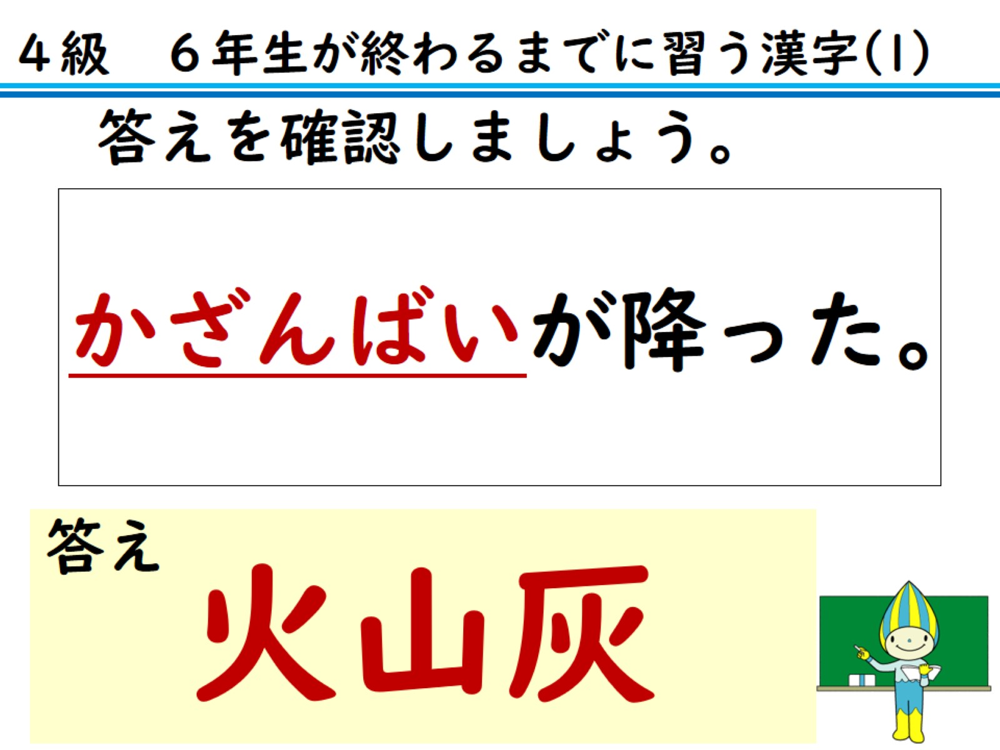 ４級　６年生が終わるまでに習う漢字(1)
答えを確認しましょう。
かざんばいが降った。
答え
火山灰